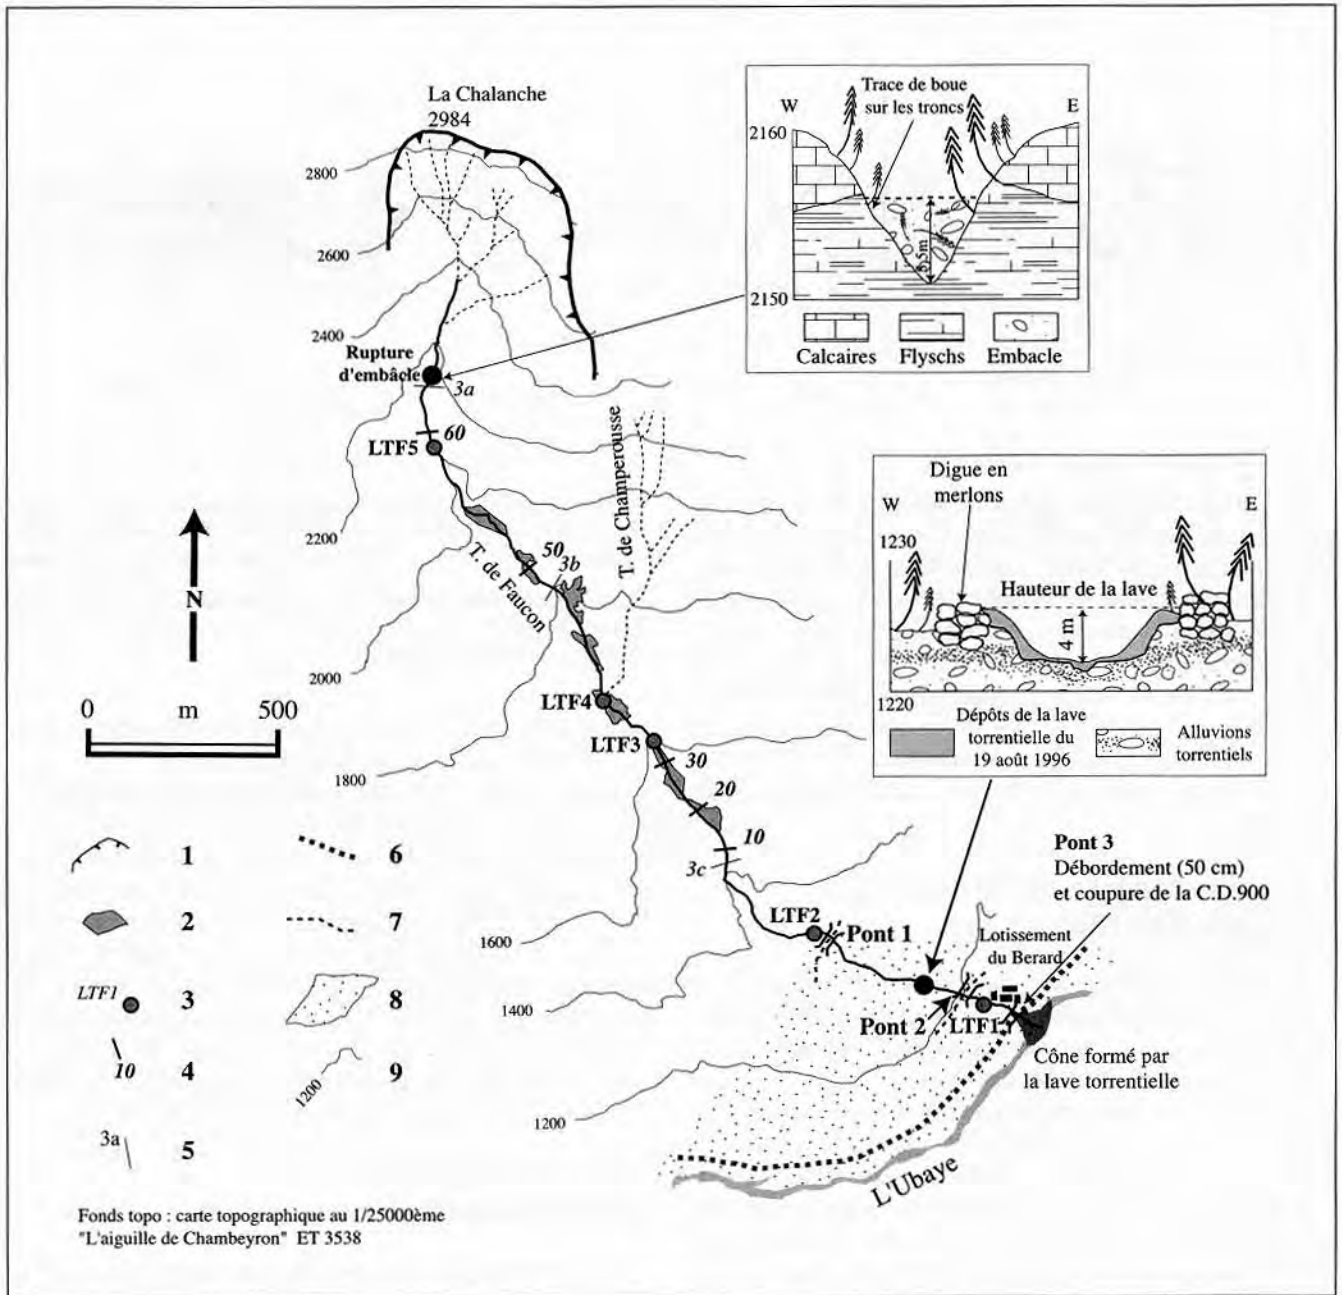 La Chalanche
2984
2800
2600
2400
Rupture
d'embâcle
3a
60
LTF5
2200
T. de Champerousse
T. de Faucon
50
3b
N
0 m 500
2000
LTF4
LTF3
30
20
10
3c
1800
1600
1400
1200
LTF2
Pont 1
Pont 2
LTF1
Lotissement
du Berard
Pont 3
Débordement (50 cm)
et coupure de la C.D.900
Cône formé par
la lave torrentielle
L'Ubaye
Trace de boue
sur les troncs
W
E
2160
2150
5m
Calcaires
Flyschs
Embacle
Digue en
merlons
W
E
1230
1220
Hauteur de la lave
4 m
Dépôts de la lave
torrentielle du
19 août 1996
Alluvions
torrentiels
1
2
LTF1
3
10
4
3a
5
6
7
8
1200
9
Fonds topo : carte topographique au 1/25000ème
"L'aiguille de Chambeyron" ET 3538